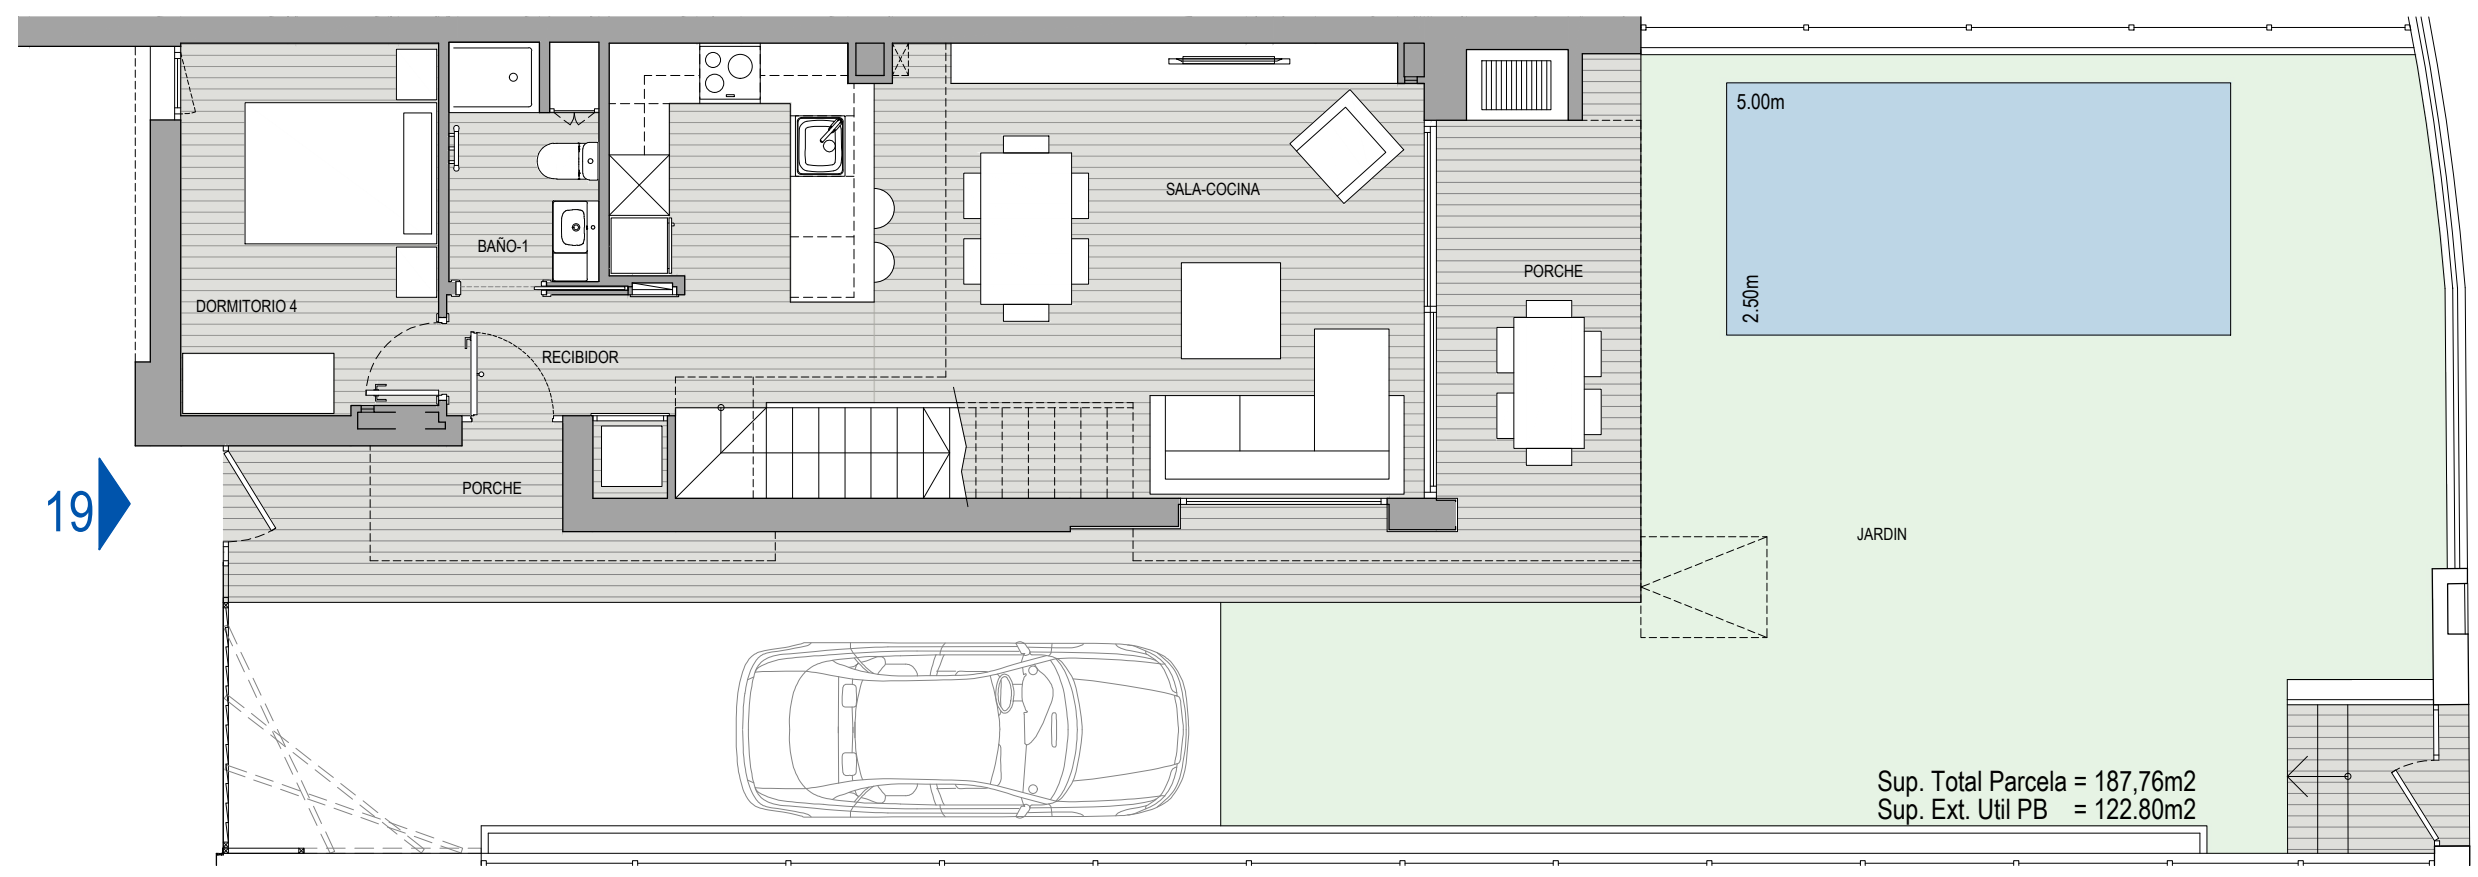 5.00m
2.50m
SALA-COCINA
BAÑO-1
PORCHE
DORMITORIO 4
RECIBIDOR
PORCHE
19
JARDIN
Sup. Total Parcela = 187,76m2
Sup. Ext. Util PB = 122.80m2